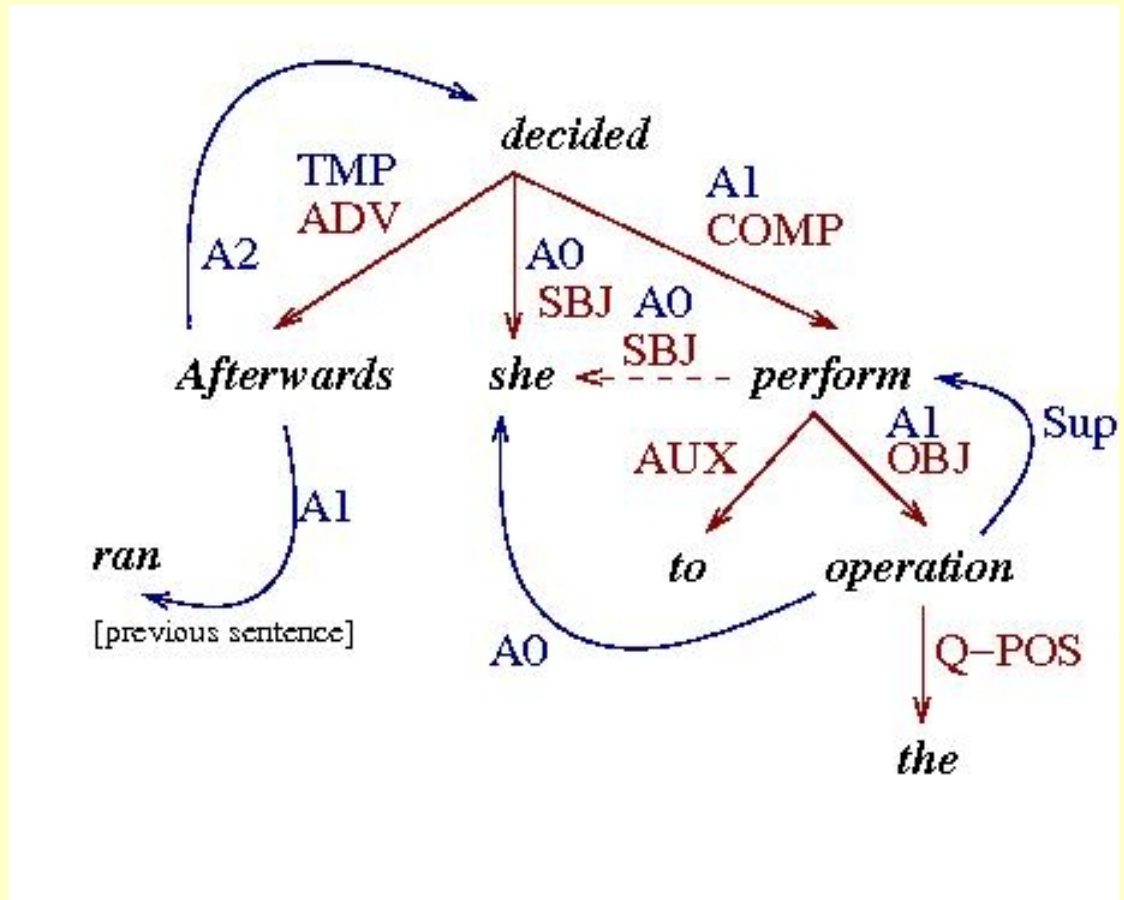 decided
TMP
A1
ADV
COMP
A2
A0
SBJ
A0
SBJ
Afterwards
she
perform
A1
Sup
AUX
OBJ
A1
ran
to
operation
[previous sentence]
A0
Q-POS
the